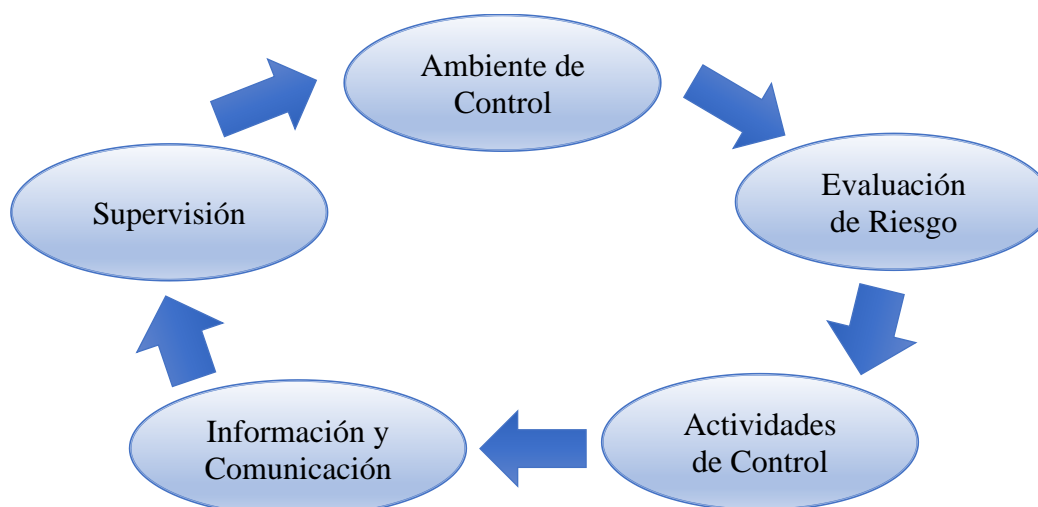 Ambiente de
Control
Evaluación
de Riesgo
Actividades
de Control
Información y
Comunicación
Supervisión